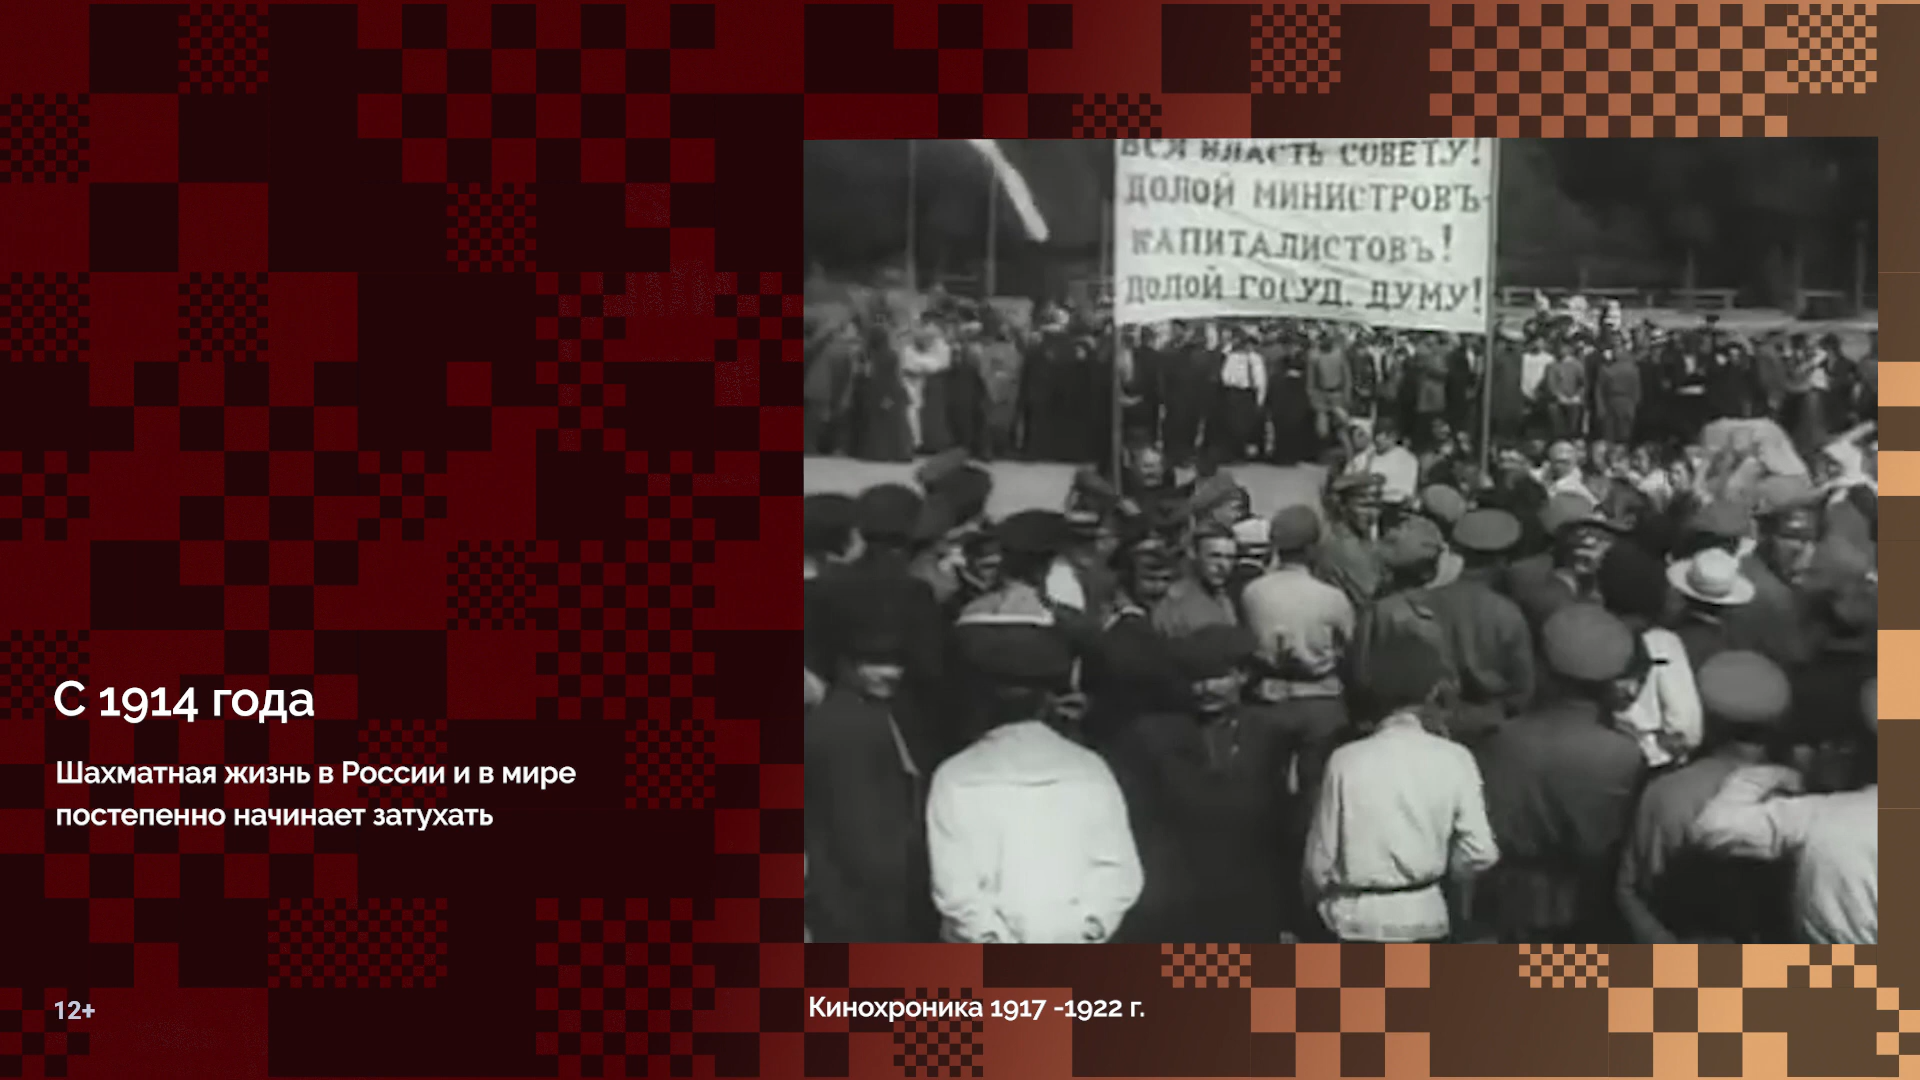 ВСЯ ВЛАСТЬ СОВЕТ.У!
ДОЛОЙ МИНИСТРОВЪ-
КАПИТАЛИСТОВЪ!
ДОЛОЙ ГОСУД. ДУМУ!
С 1914 года
Шахматная жизнь в России и в мире
постепенно начинает затухать
12+
Кинохроника 1917 -1922 г.